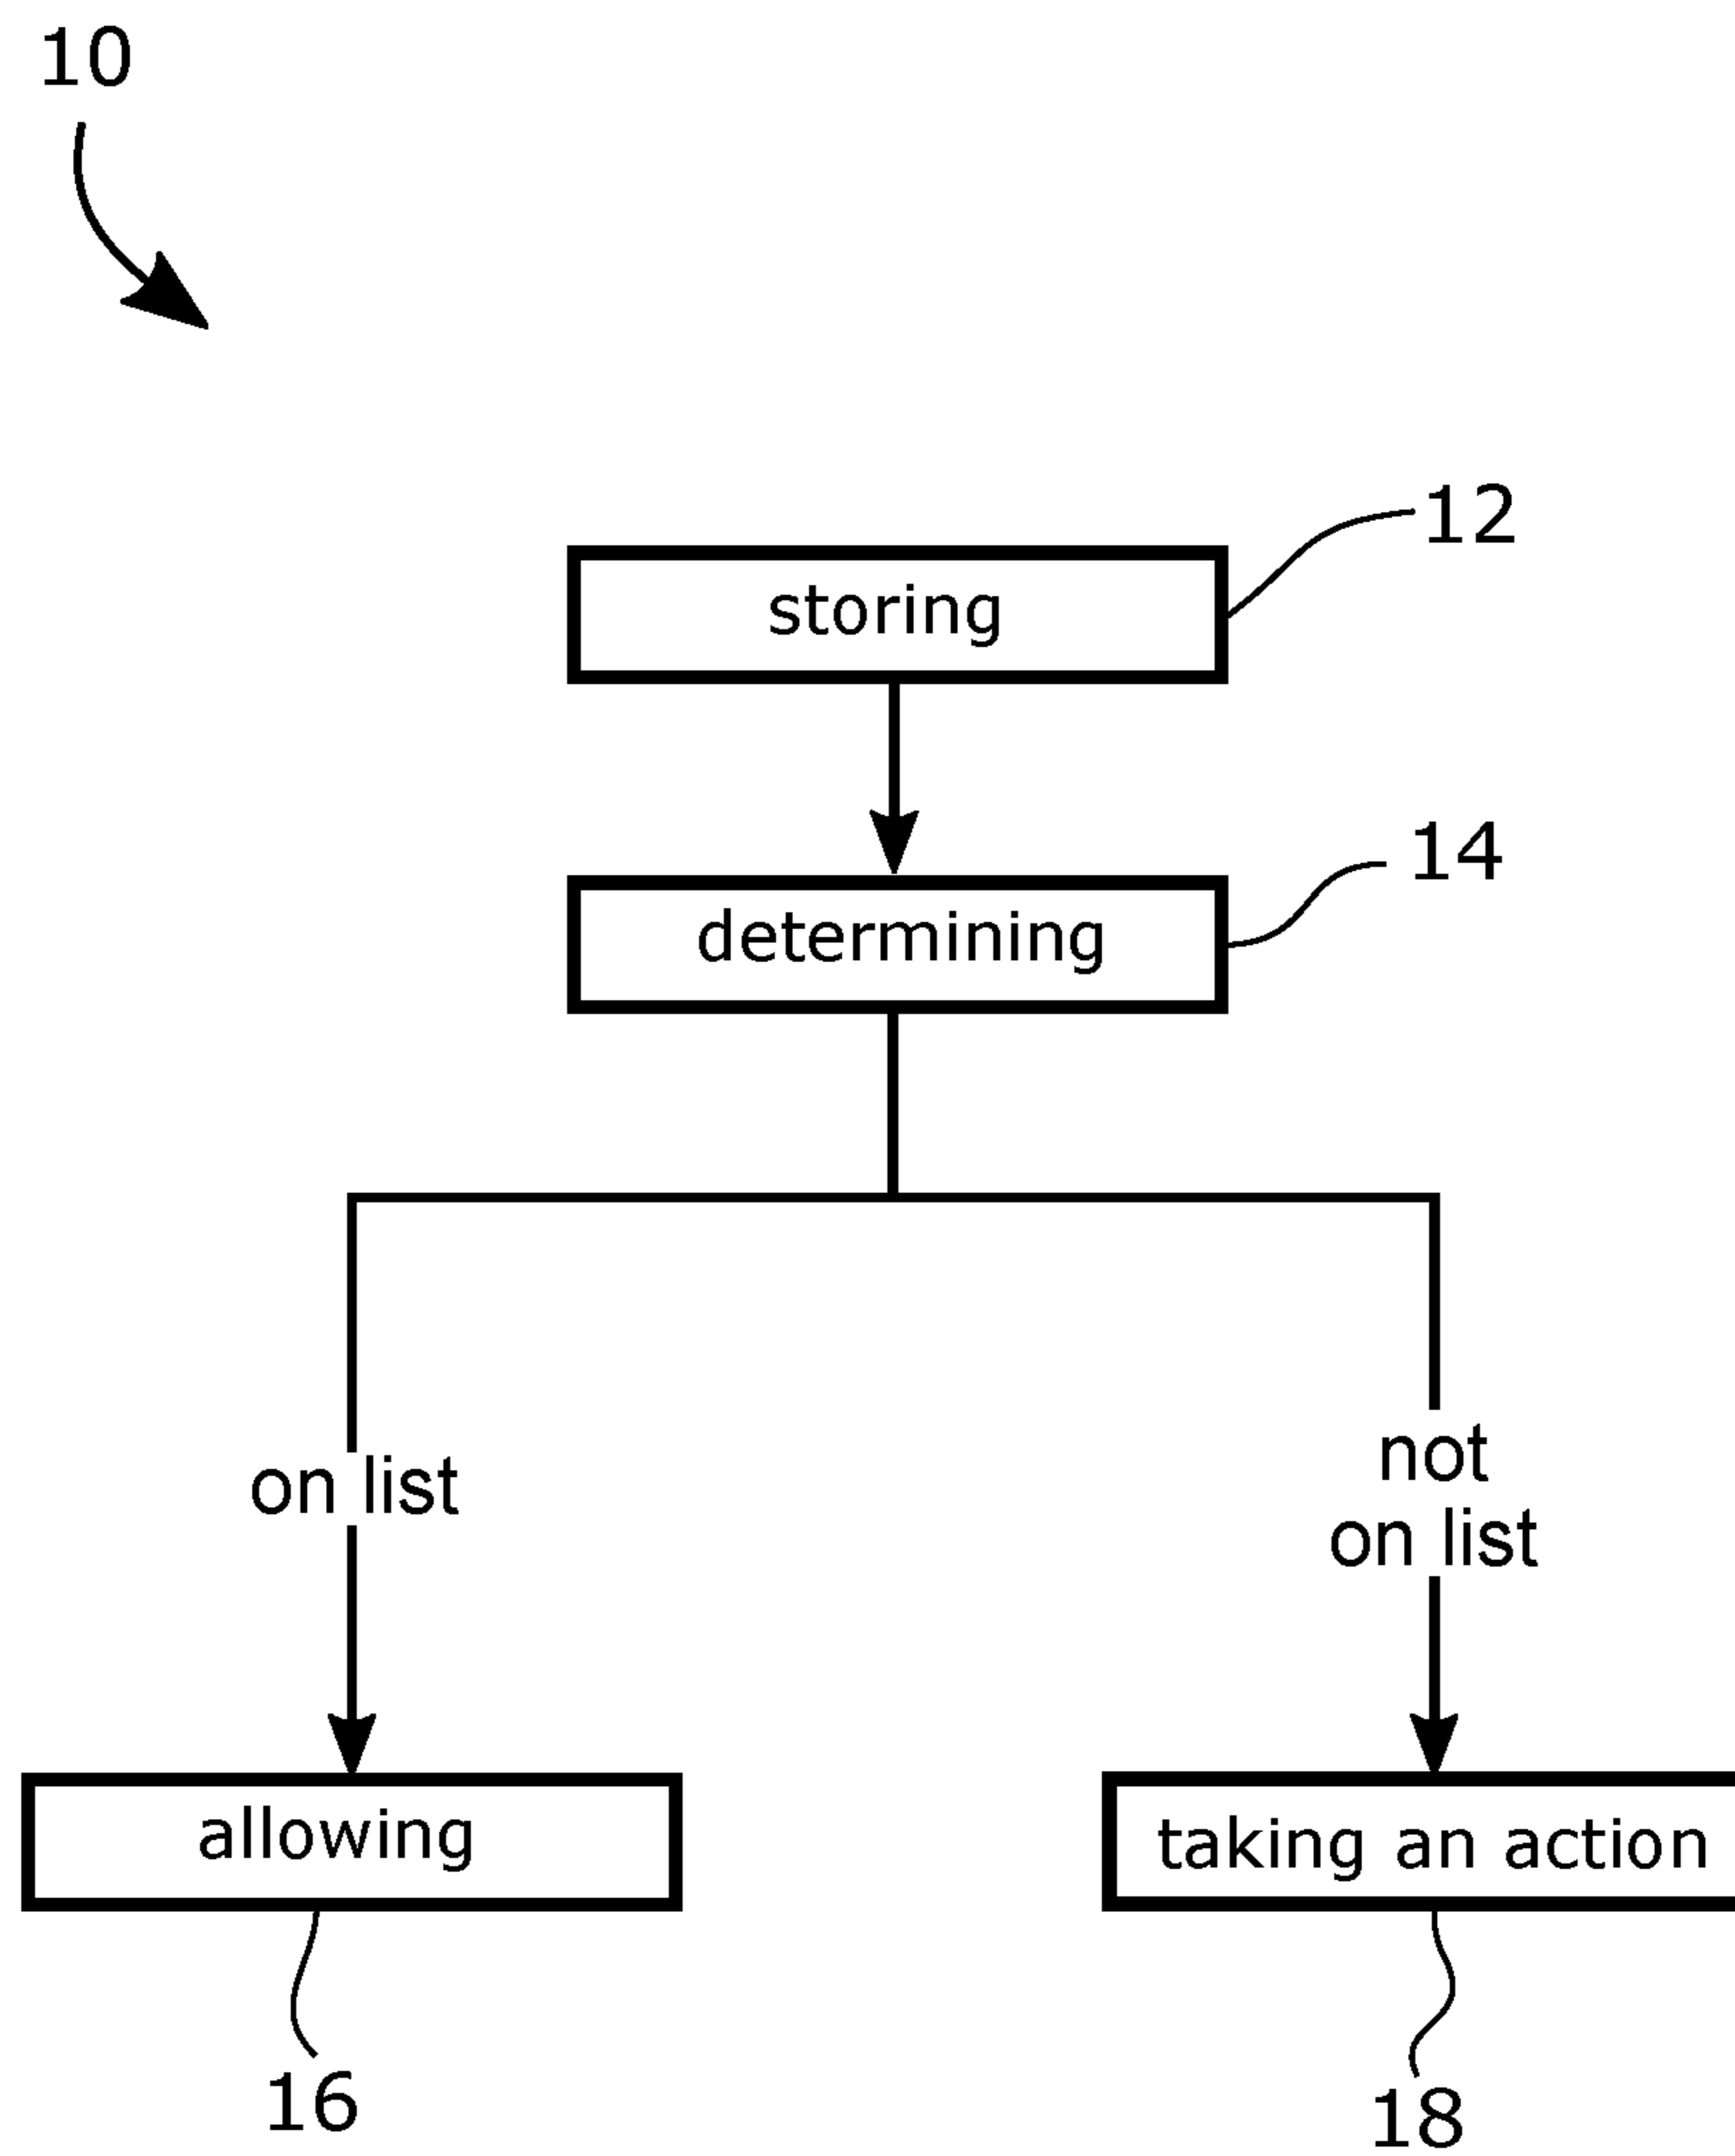 10
12
storing
14
determining
on list
not
on list
allowing
taking an action
16
18